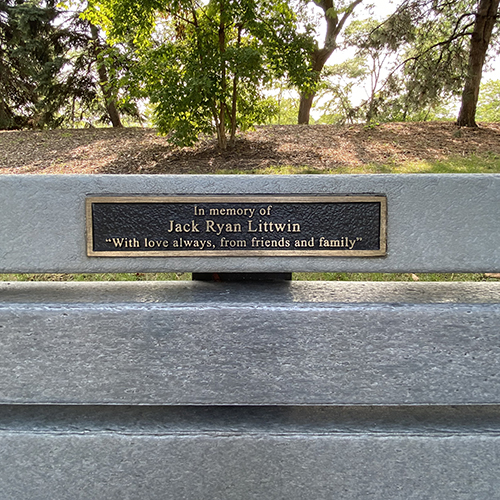 In memory of
Jack Ryan Littwin
“With love always, from friends and family”